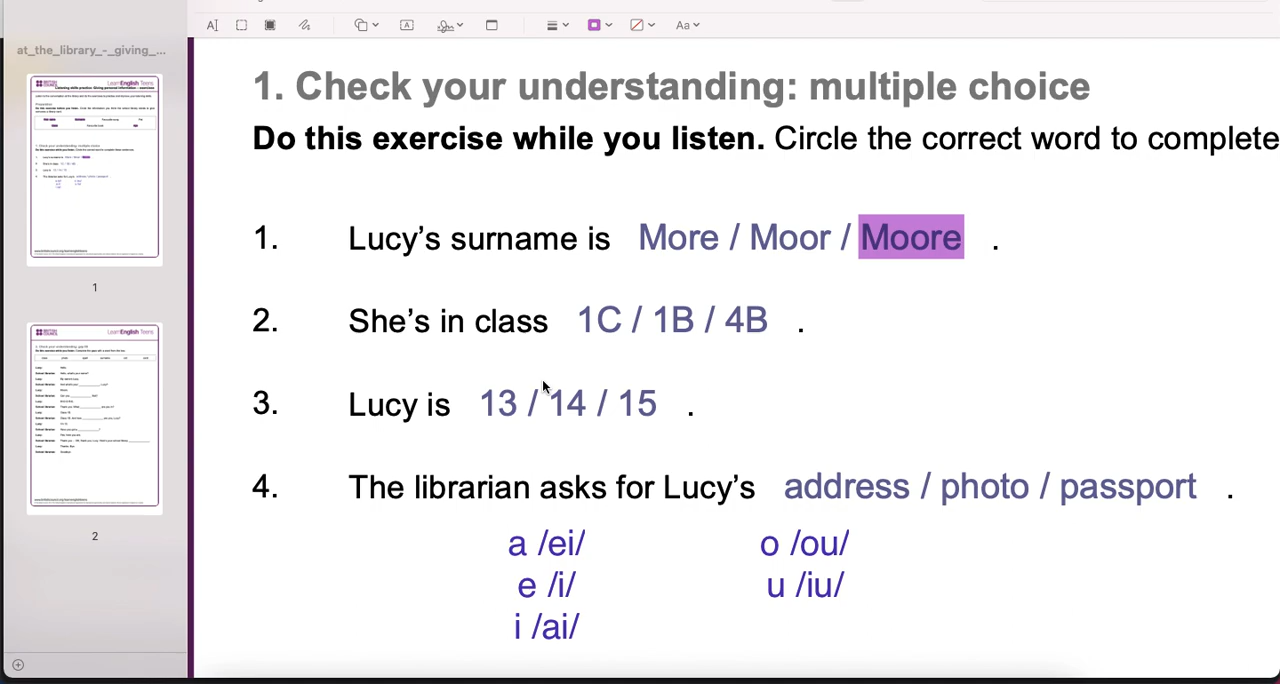 at_the_library_-_giving_...
Aa
1
2
1. Check your understanding: multiple choice
Do this exercise while you listen. Circle the correct word to complete
1. Lucy’s surname is More / Moor / Moore .
2. She’s in class 1C / 1B / 4B .
3. Lucy is 13 / 14 / 15 .
4. The librarian asks for Lucy’s address / photo / passport .
a /ei/ o /ou/
e /i/ u /iu/
i /ai/